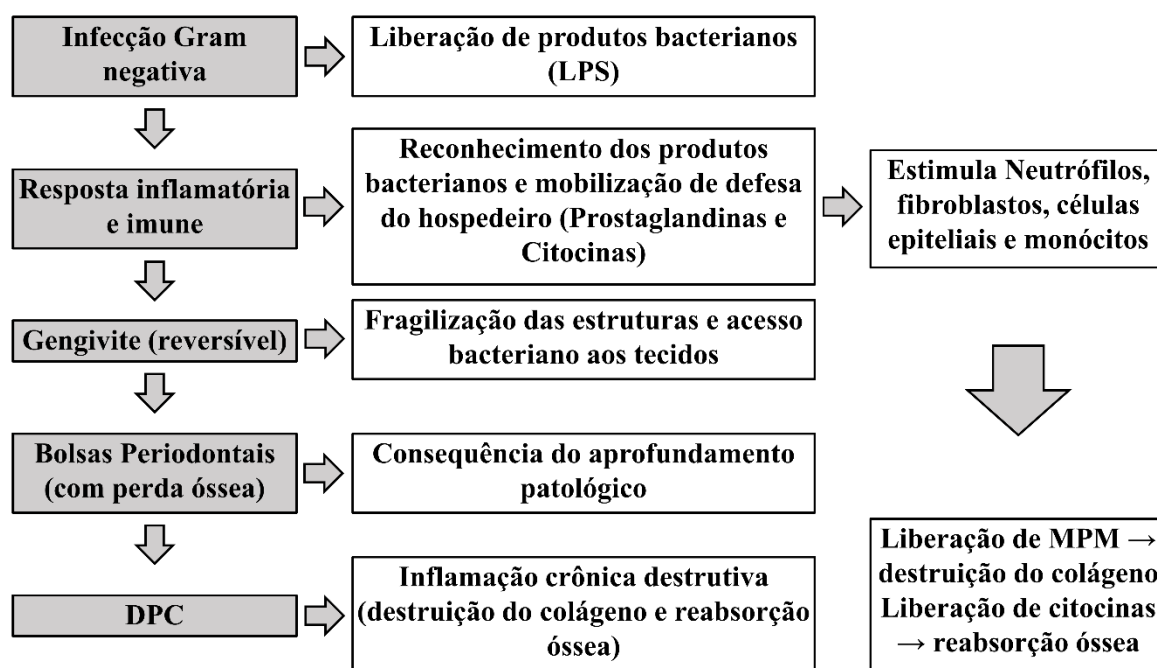 Infecção Gram
negativa
Liberação de produtos bacterianos
(LPS)
Resposta inflamatória
e imune
Reconhecimento dos produtos
bacterianos e mobilização de defesa
do hospedeiro (Prostaglandinas e
Citocinas)
Estimula Neutrófilos,
fibroblastos, células
epiteliais e monócitos
Gengivite (reversível)
Fragilização das estruturas e acesso
bacteriano aos tecidos
Bolsas Periodontais
(com perda óssea)
Consequência do aprofundamento
patológico
DPC
Inflamação crônica destrutiva
(destruição do colágeno e reabsorção
óssea)
Liberação de MPM →
destruição do colágeno
Liberação de citocinas
→ reabsorção óssea